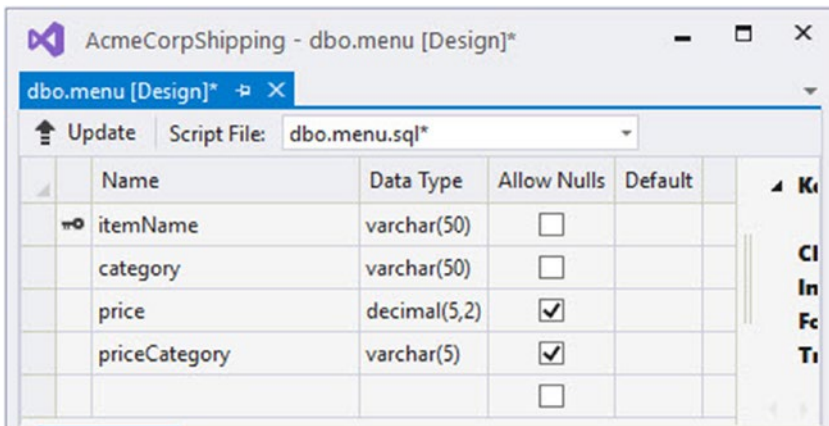 AcmeCorpShipping - dbo.menu [Design]*
dbo.menu [Design]*
Update Script File: dbo.menu.sql*
Name Data Type Allow Nulls Default
itemName varchar(50)
category varchar(50)
price decimal(5,2)
priceCategory varchar(5)